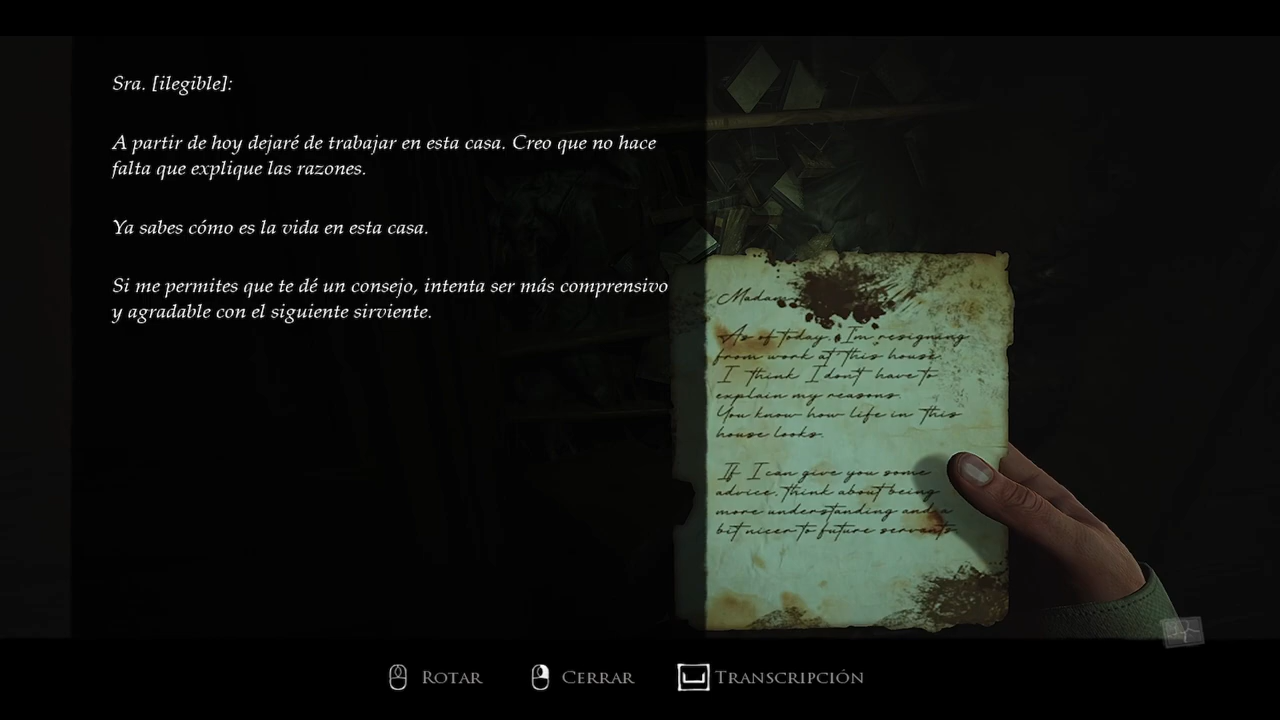 Sra. [ilegible]:
A partir de hoy dejaré de trabajar en esta casa. Creo que no hace
falta que explique las razones.
Ya sabes cómo es la vida en esta casa.
Si me permites que te dé un consejo, intenta ser más comprensivo
y agradable con el siguiente sirviente.
Madam
As of today, I'm resigning
from work at this house.
I think I don't have to
explain my reasons.
You know how life in this
house looks.
If I can give you some
advice, think about being
more understanding and a
bit nicer to future servants.
Rotar
Cerrar
Transcripción